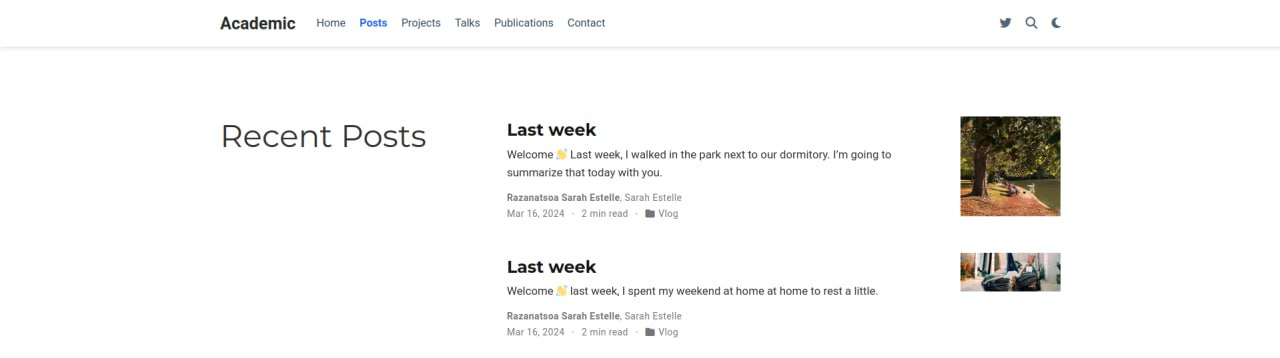 Academic Home Posts Projects Talks Publications Contact
Recent Posts
Last week
Welcome 👋 Last week, I walked in the park next to our dormitory. I'm going to
summarize that today with you.
Razanatsoa Sarah Estelle, Sarah Estelle
Mar 16, 2024 · 2 min read · Vlog
Last week
Welcome 👋 last week, I spent my weekend at home at home to rest a little.
Razanatsoa Sarah Estelle, Sarah Estelle
Mar 16, 2024 · 2 min read · Vlog